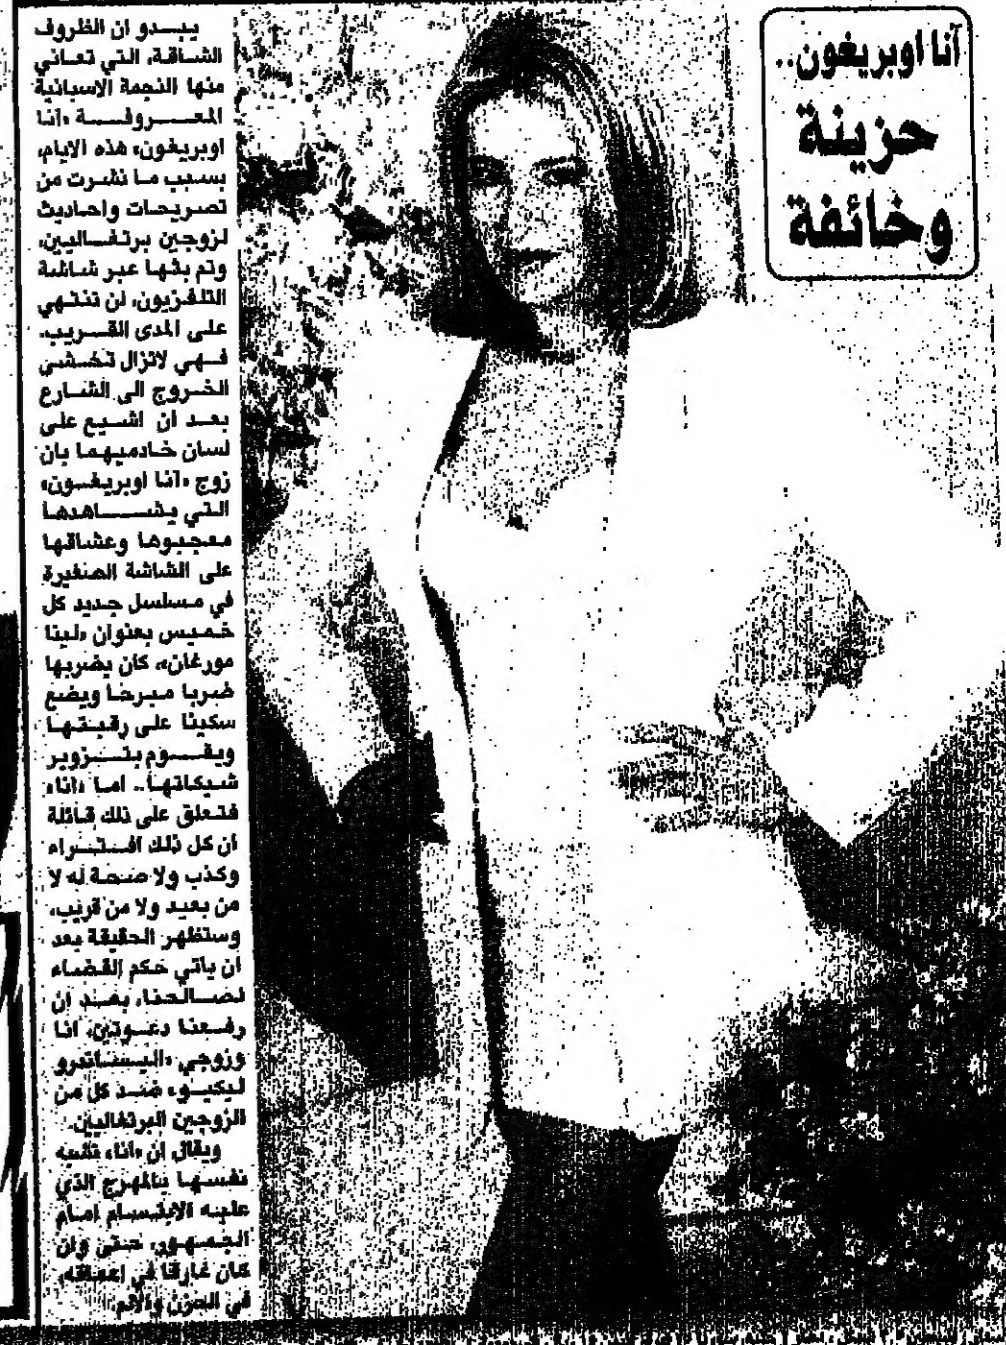 آنا اوبريغون..
حزينة
وخائفة
يبدو ان الظروف
الشاقة، التي تعاني
منها النجمة الاسبانية
المعروفة «انا
اوبريغون» هذه الايام،
بسبب ما نشرت من
تصريحات واحاديث
لزوجين برتغاليين،
وتم بثها عبر شاشة
التلفزيون، لن تنتهي
على المدى القريب.
فهي لاتزال تخشى
الخروج الى الشارع
بعد أن اشيع على
لسان خادميهما بان
زوج «آنا اوبريغون»
التي يشاهدها
معجبوها وعشاقها
على الشاشة الصغيرة
في مسلسل جديد كل
خميس بعنوان «لينا
مورغان»، كان يضربها
ضربا مبرحا ويضع
سكينا على رقبتها
ويقوم بتزوير
شيكاتها.. اما «انا»
فتعلق على ذلك قائلة
أن كل ذلك افتراء
وكذب ولا صحة له لا
من بعيد ولا من قريب،
وستظهر الحقيقة بعد
أن ياتي حكم القضاء
لصالحنا، بعد ان
رفعنا دعوتين، انا
وزوجي «اليساندرو
ليكيو» ضد كل من
الزوجين البرتغاليين.
ويقال، ان «انا» تشبه
نفسها بالمهرج الذي
عليه الابتسام امام
الجمهور، حتى وان
كان غارقا في اعماقه،
في الحزن والالم.